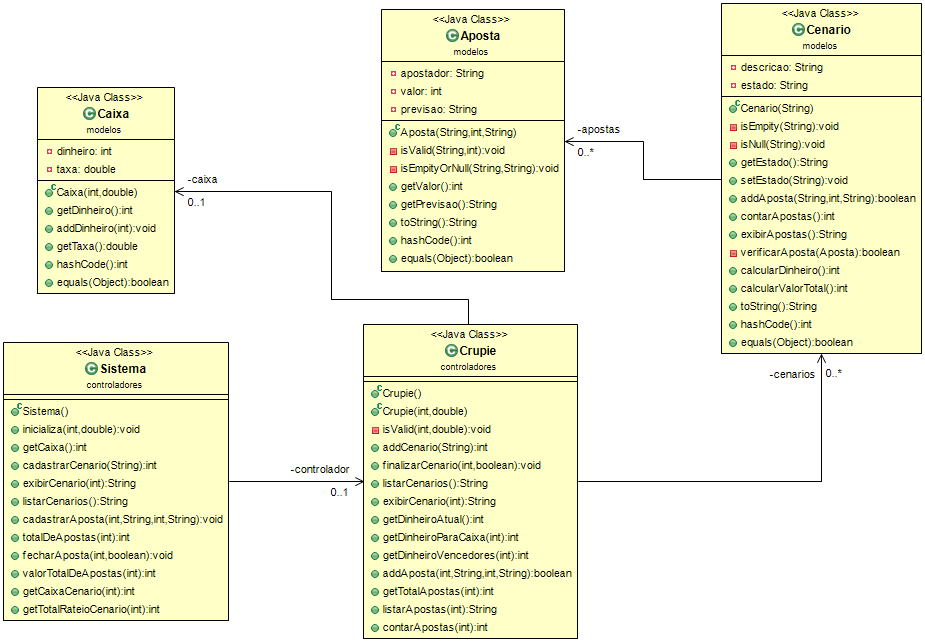 <<Java Class>>
Caixa
modelos
dinheiro: int
taxa: double
Caixa(int,double)
getDinheiro():int
addDinheiro(int):void
getTaxa():double
hashCode():int
equals(Object):boolean
<<Java Class>>
Aposta
modelos
apostador: String
valor: int
previsao: String
Aposta(String,int,String)
isValid(String,int):void
isEmpityOrNull(String,String):void
getValor():int
getPrevisao():String
toString():String
hashCode():int
equals(Object):boolean
<<Java Class>>
Cenario
modelos
descricao: String
estado: String
Cenario(String)
isEmpity(String):void
isNull(String):void
getEstado():String
setEstado(String):void
addAposta(String,int,String):boolean
contarApostas():int
exibirApostas():String
verificarAposta(Aposta):boolean
calcularDinheiro():int
calcularValorTotal():int
toString():String
hashCode():int
equals(Object):boolean
-apostas
0..*
-caixa
0..1
<<Java Class>>
Sistema
controladores
Sistema()
inicializa(int,double):void
getCaixa():int
cadastrarCenario(String):int
exibirCenario(int):String
listarCenarios():String
cadastrarAposta(int,String,int,String):void
totalDeApostas(int):int
fecharAposta(int,boolean):void
valorTotalDeApostas(int):int
getCaixaCenario(int):int
getTotalRateioCenario(int):int
-controlador
0..1
<<Java Class>>
Crupie
controladores
Crupie()
Crupie(int,double)
isValid(int,double):void
addCenario(String):int
finalizarCenario(int,boolean):void
listarCenarios():String
exibirCenario(int):String
getDinheiroAtual():int
getDinheiroParaCaixa(int):int
getDinheiroVencedores(int):int
addAposta(int,String,int,String):boolean
getTotalApostas(int):int
listarApostas(int):String
contarApostas(int):int
-cenarios
0..*